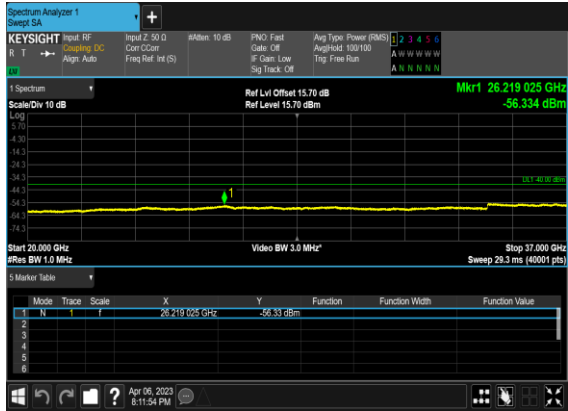 Spectrum Analyzer 1
Swept SA
+
KEYSIGHT Input: RF Input Z: 50 Ω #Atten: 10 dB PNO: Fast Avg Type: Power (RMS) 1 2 3 4 5 6
R T Coupling: DC Corr CCorr Gate: Off Avg|Hold: 100/100 A W W W W W
Align: Auto Freq Ref: Int (S) IF Gain: Low Trig: Free Run
LU Sig Track: Off A N N N N N
1 Spectrum Ref Lvl Offset 15.70 dB Mkr1 26.219 025 GHz
Scale/Div 10 dB Ref Level 15.70 dBm -56.334 dBm
Log
5.70
-4.30
-14.3
-24.3
-34.3
DL1 -40.00 dBm
-44.3
1
-54.3
-64.3
-74.3
Start 20.000 GHz Video BW 3.0 MHz* Stop 37.000 GHz
#Res BW 1.0 MHz Sweep 29.3 ms (40001 pts)
5 Marker Table
Mode Trace Scale X Y Function Function Width Function Value
1 N 1 f 26.219 025 GHz -56.33 dBm
2
3
4
5
6
? Apr 06, 2023
8:11:54 PM